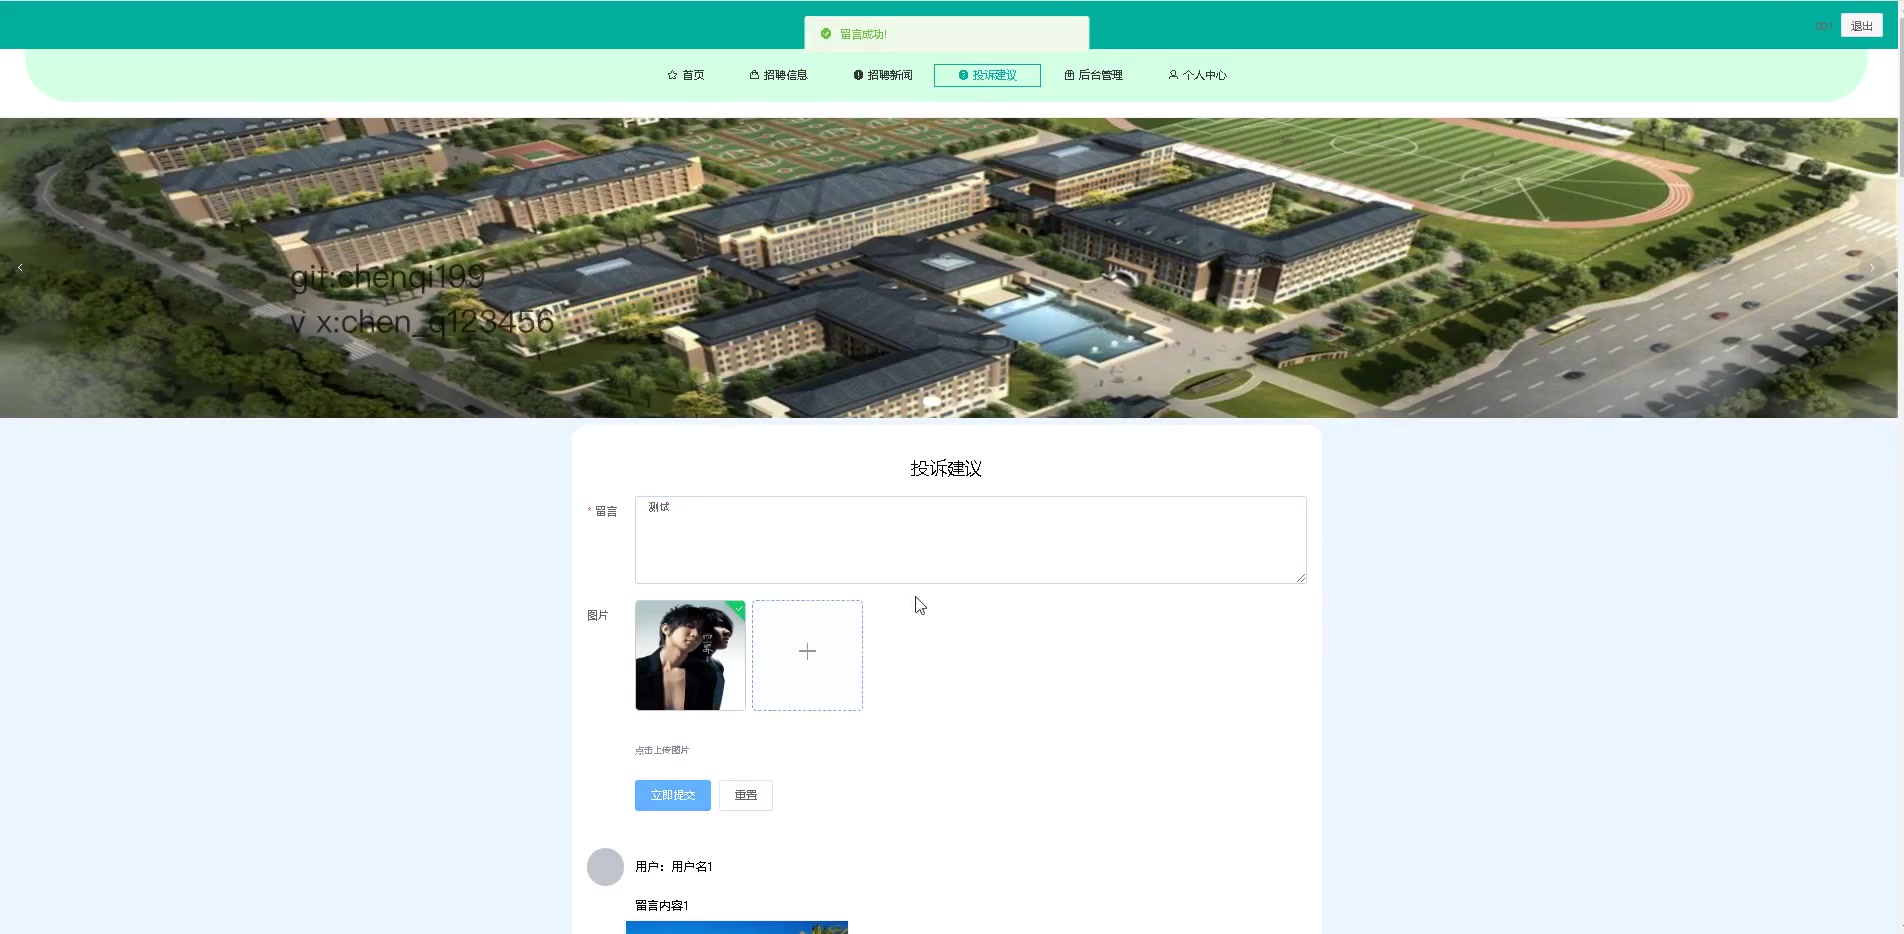 留言成功!
001
退出
首页
招聘信息
招聘新闻
投诉建议
后台管理
个人中心
git:chenqi199
v x:chen_q123456
投诉建议
* 留言
测试
图片
点击上传图片
立即提交
重置
用户：用户名1
留言内容1